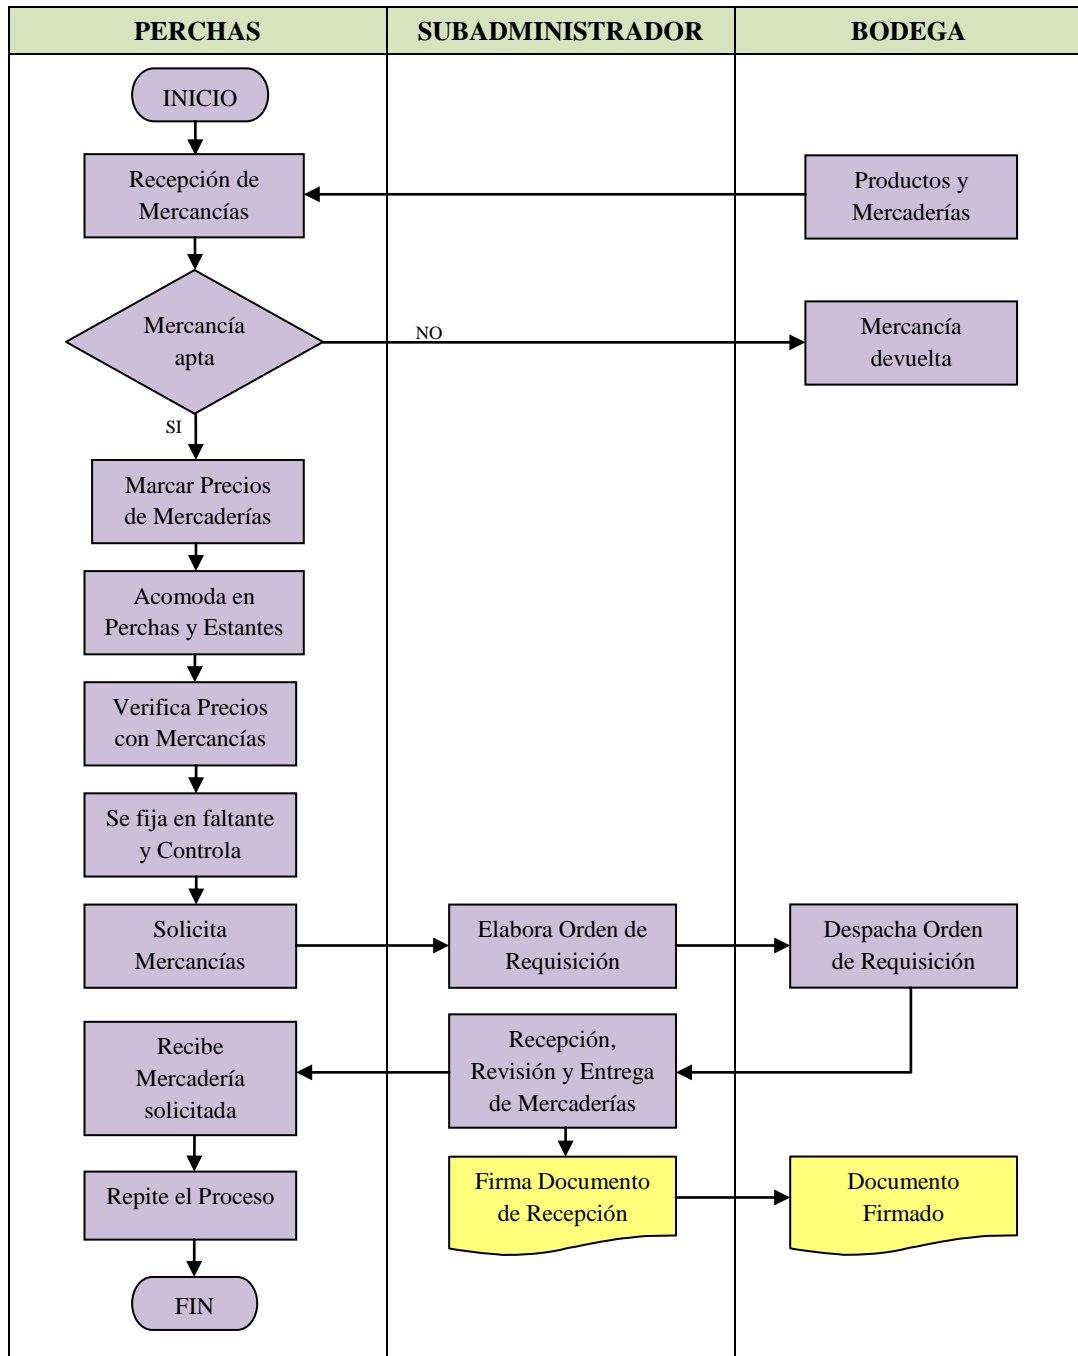 PERCHAS
SUBADMINISTRADOR
BODEGA
INICIO
Recepción de
Mercancías
Productos y
Mercaderías
Mercancía
apta
NO
Mercancía
devuelta
SI
Marcar Precios
de Mercaderías
Acomoda en
Perchas y Estantes
Verifica Precios
con Mercancías
Se fija en faltante
y Controla
Solicita
Mercancías
Elabora Orden de
Requisición
Despacha Orden
de Requisición
Recibe
Mercadería
solicitada
Recepción,
Revisión y Entrega
de Mercaderías
Repite el Proceso
Firma Documento
de Recepción
Documento
Firmado
FIN